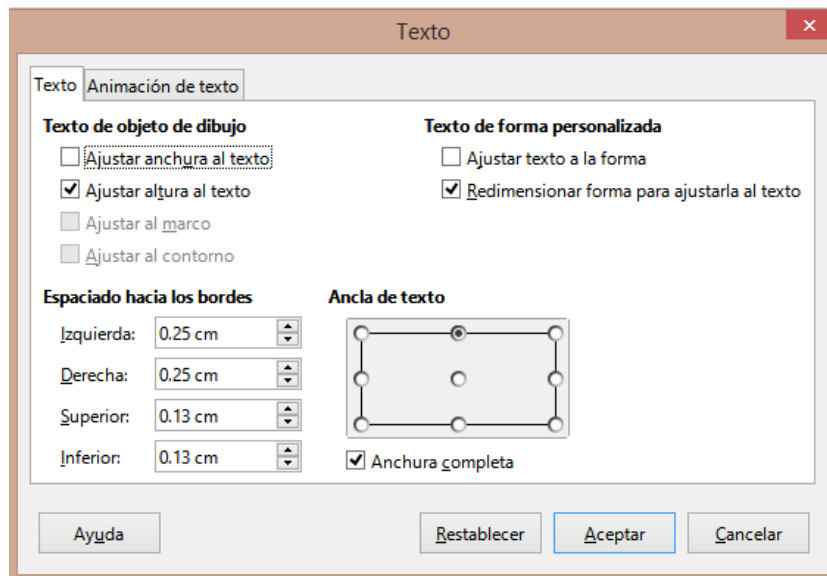 Texto
Texto Animación de texto
Texto de objeto de dibujo
Ajustar anchura al texto
Ajustar altura al texto
Ajustar al marco
Ajustar al contorno
Texto de forma personalizada
Ajustar texto a la forma
Redimensionar forma para ajustarla al texto
Espaciado hacia los bordes
Izquierda: 0.25 cm
Derecha: 0.25 cm
Superior: 0.13 cm
Inferior: 0.13 cm
Ancla de texto
Anchura completa
Ayuda Restablecer Aceptar Cancelar